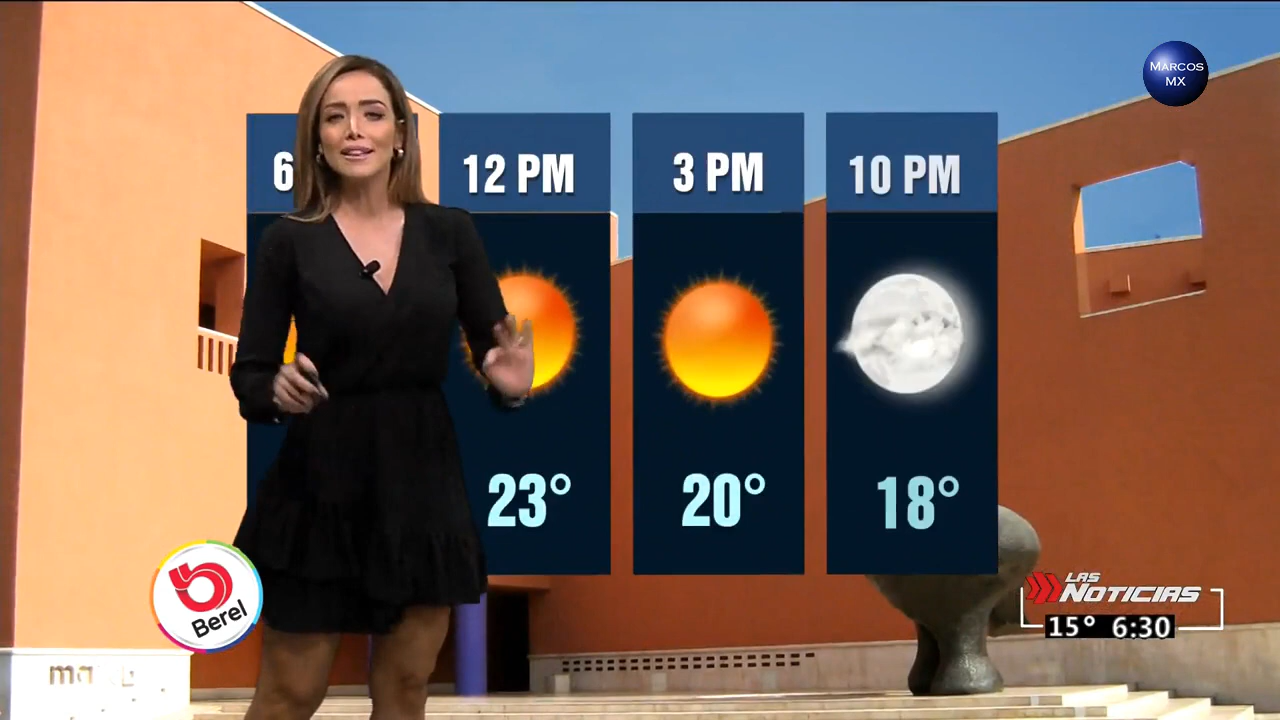 MARCOS
MX
6
12 PM
3 PM
10 PM
23°
20°
18°
Berel
LAS
NOTICIAS
15° 6:30